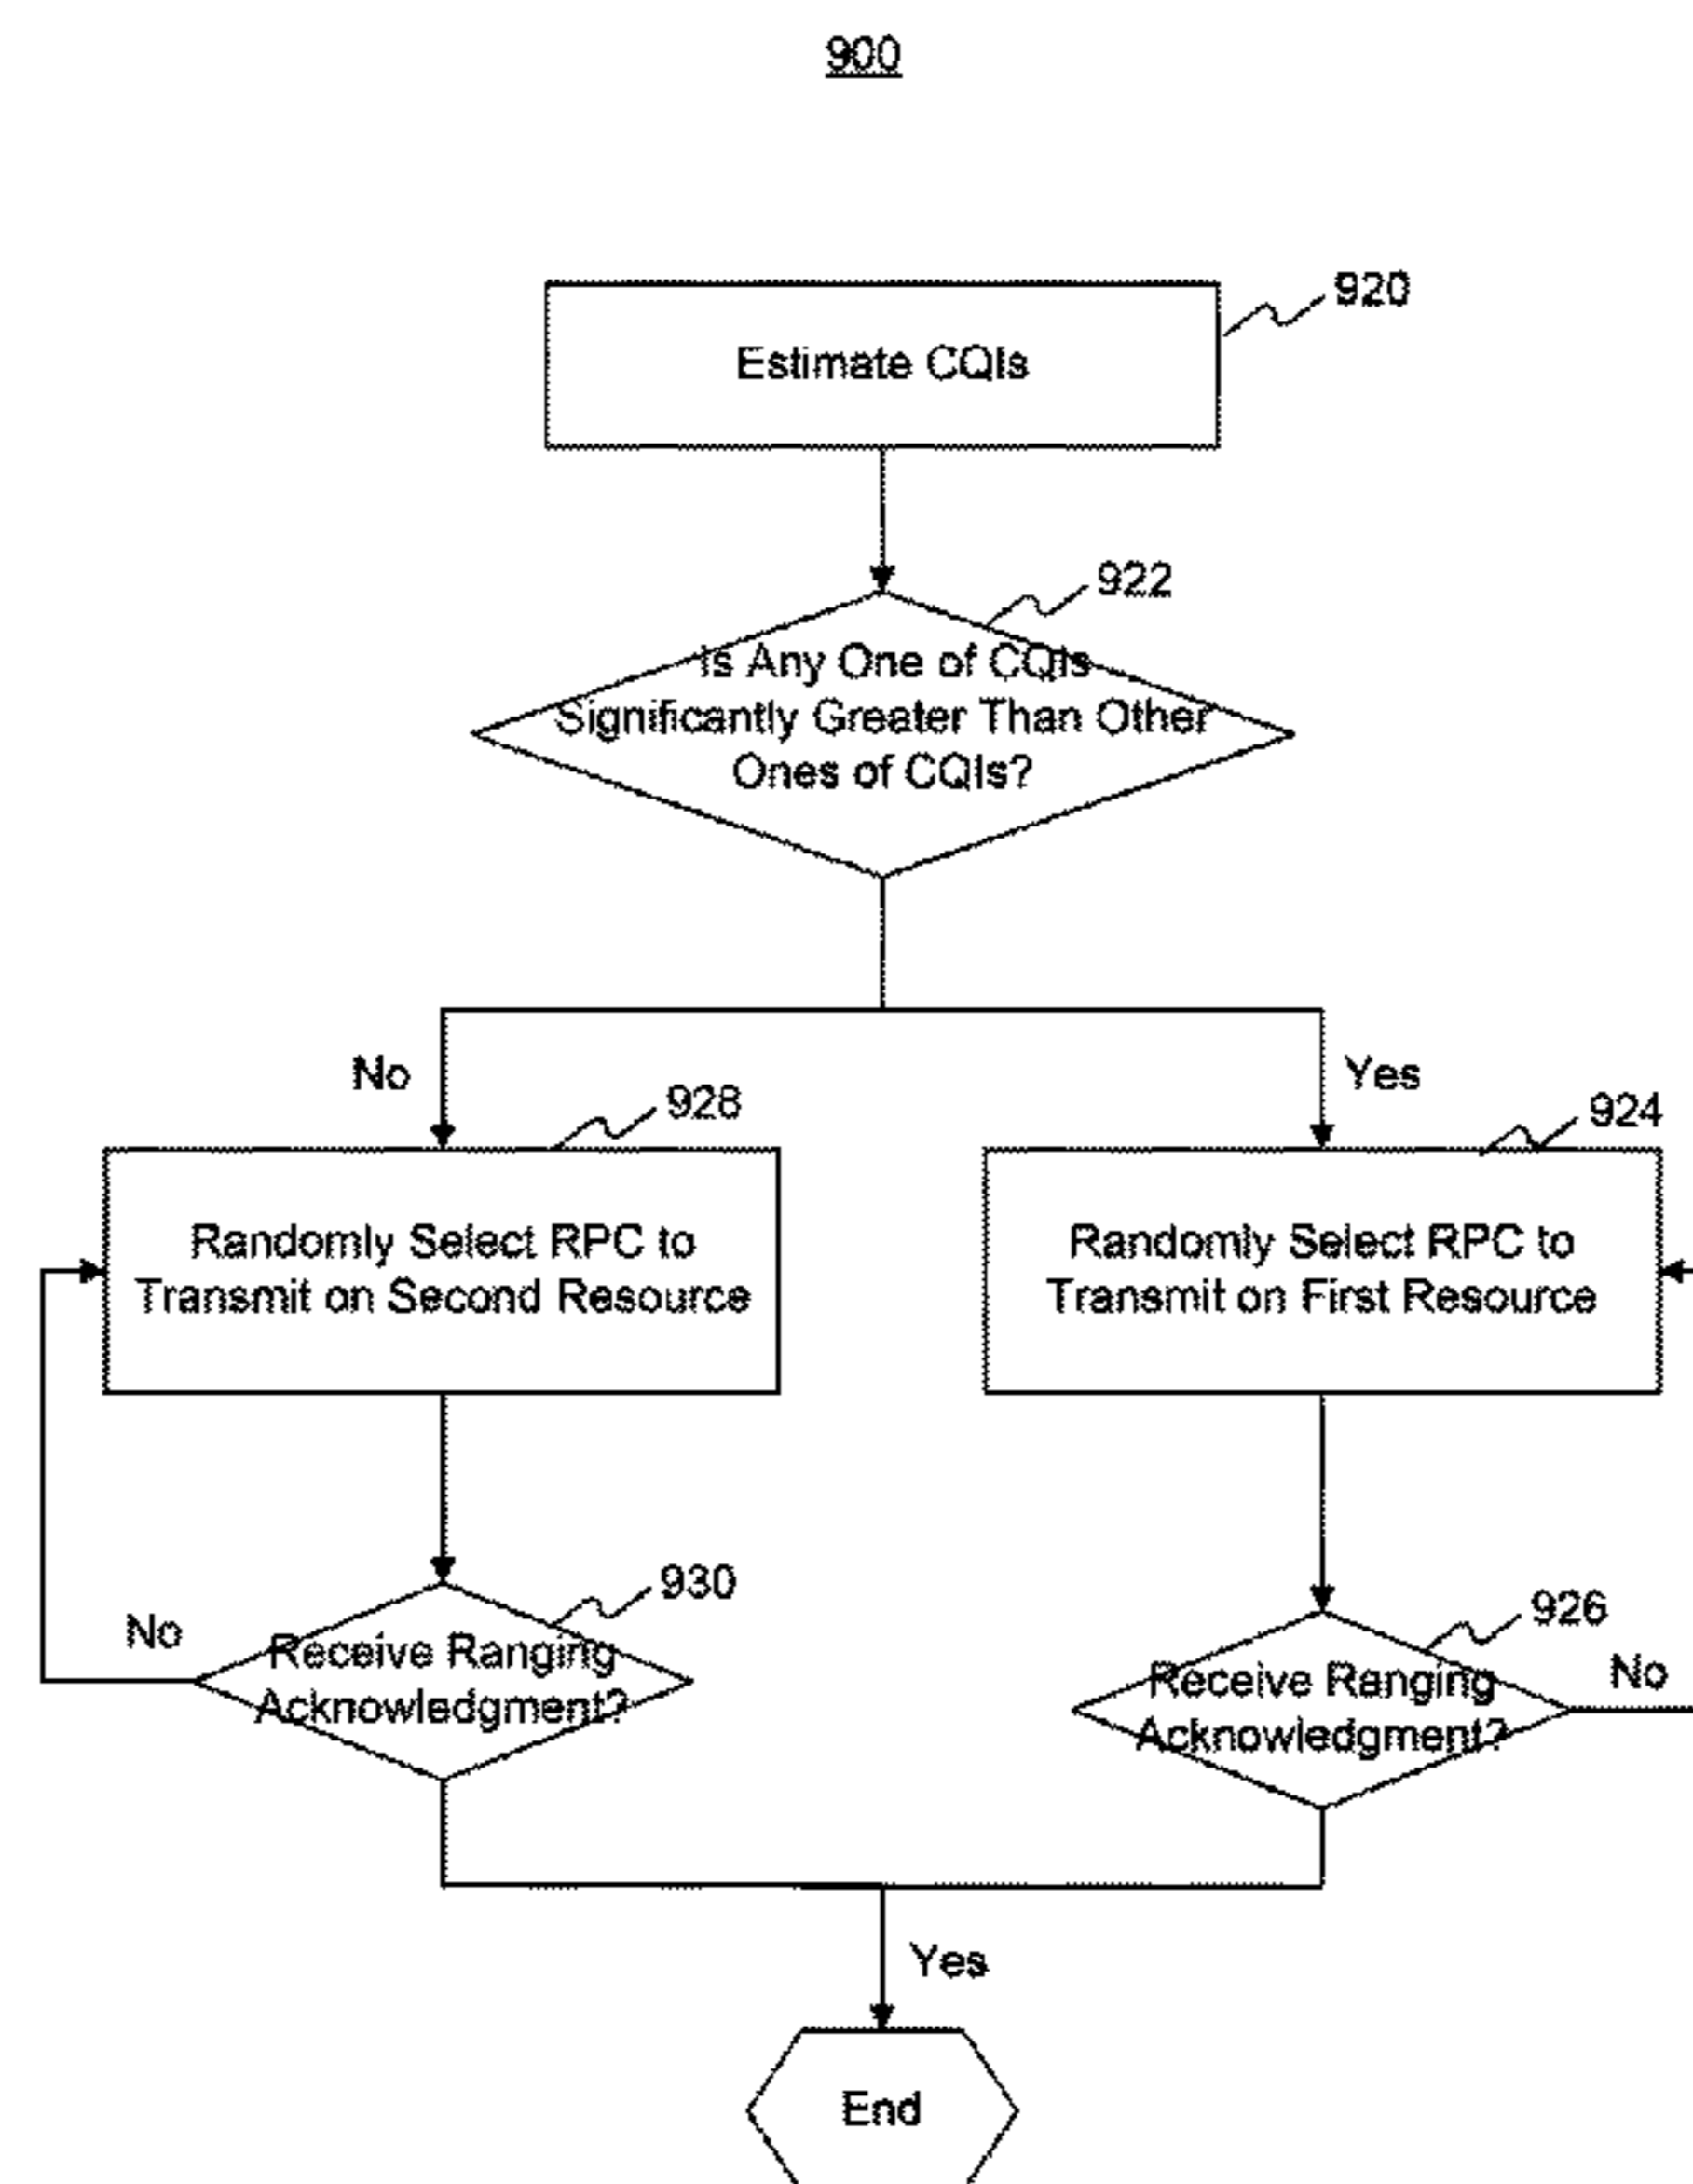 900
920
Estimate CQIs
922
Is Any One of CQIs
Significantly Greater Than Other
Ones of CQIs?
No
Yes
928
924
Randomly Select RPC to
Transmit on Second Resource
Randomly Select RPC to
Transmit on First Resource
930
926
No
Receive Ranging
Acknowledgment?
Receive Ranging
Acknowledgment?
No
Yes
End